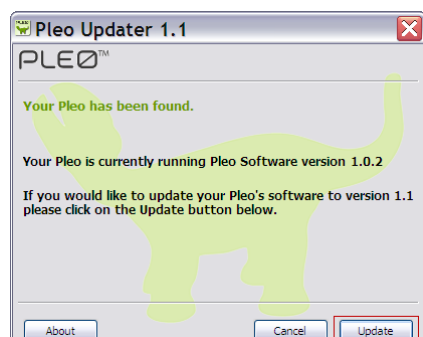 Pleo Updater 1.1
PLEO™
Your Pleo has been found.
Your Pleo is currently running Pleo Software version 1.0.2
If you would like to update your Pleo's software to version 1.1
please click on the Update button below.
About Cancel Update